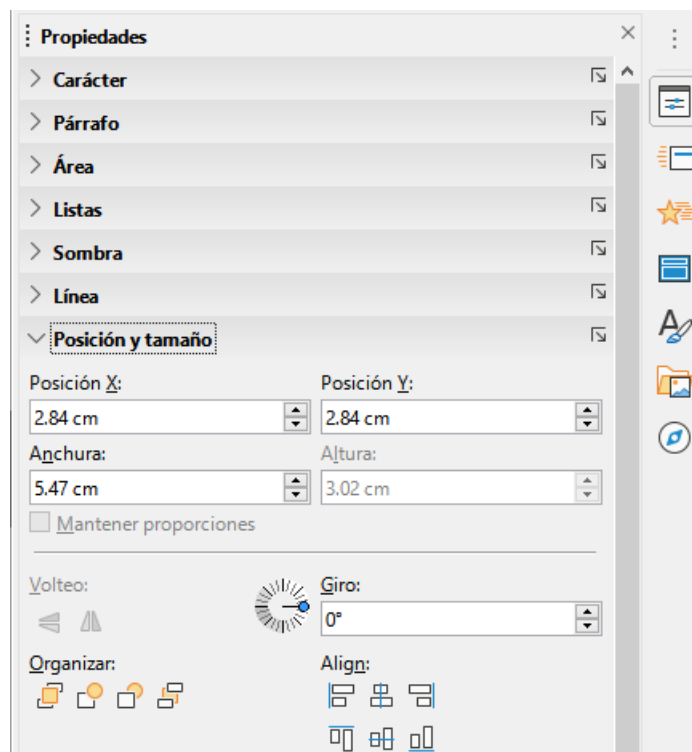 Propiedades
Carácter
Párrafo
Área
Listas
Sombra
Línea
Posición y tamaño
Posición X: Posición Y:
2.84 cm 2.84 cm
Anchura: Altura:
5.47 cm 3.02 cm
Mantener proporciones
Volteo: Giro:
0°
Organizar: Align: